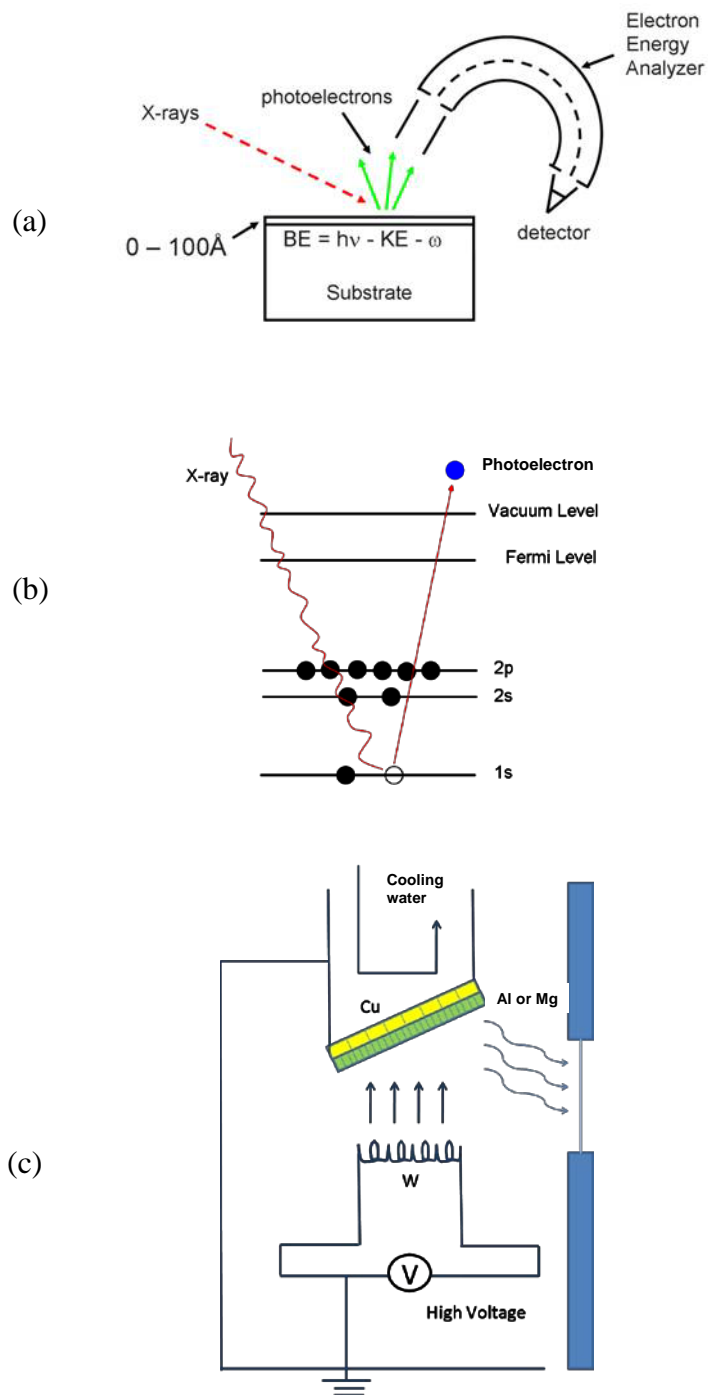 Electron
Energy
Analyzer
photoelectrons
X-rays
(a)
0 – 100Å
BE = hν - KE - ω
detector
Substrate
X-ray
Photoelectron
Vacuum Level
Fermi Level
(b)
2p
2s
1s
Cooling
water
Cu
Al or Mg
(c)
W
V
High Voltage